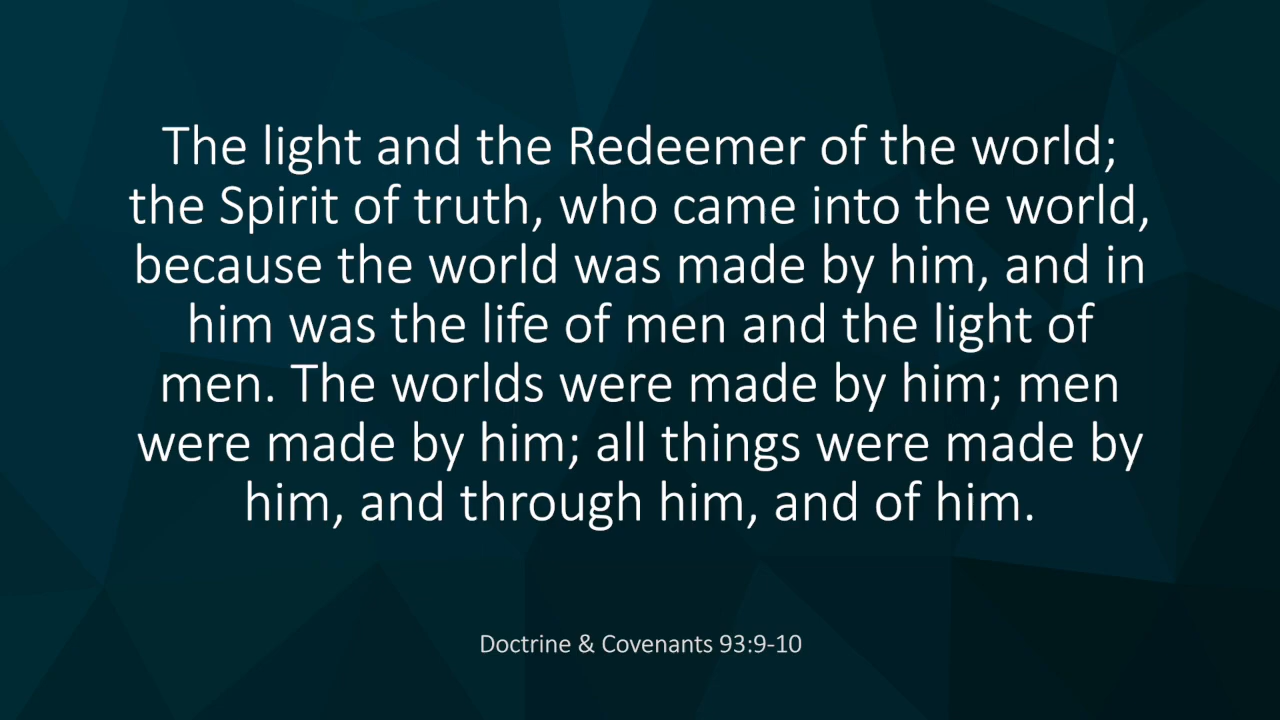 The light and the Redeemer of the world;
the Spirit of truth, who came into the world,
because the world was made by him, and in
him was the life of men and the light of
men. The worlds were made by him; men
were made by him; all things were made by
him, and through him, and of him.
Doctrine & Covenants 93:9-10